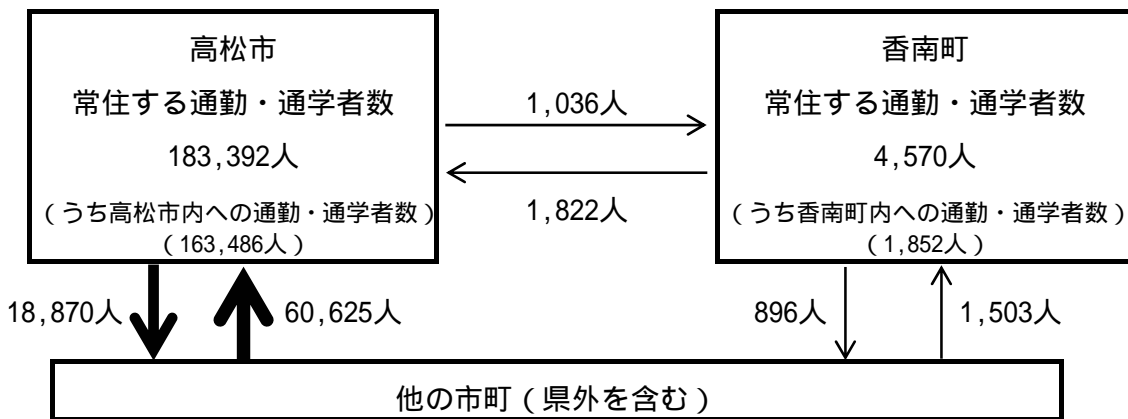 高松市
常住する通勤・通学者数
183,392人
(うち高松市内への通勤・通学者数)
(163,486人)
1,036人
1,822人
香南町
常住する通勤・通学者数
4,570人
(うち香南町内への通勤・通学者数)
(1,852人)
18,870人
60,625人
896人
1,503人
他の市町(県外を含む)